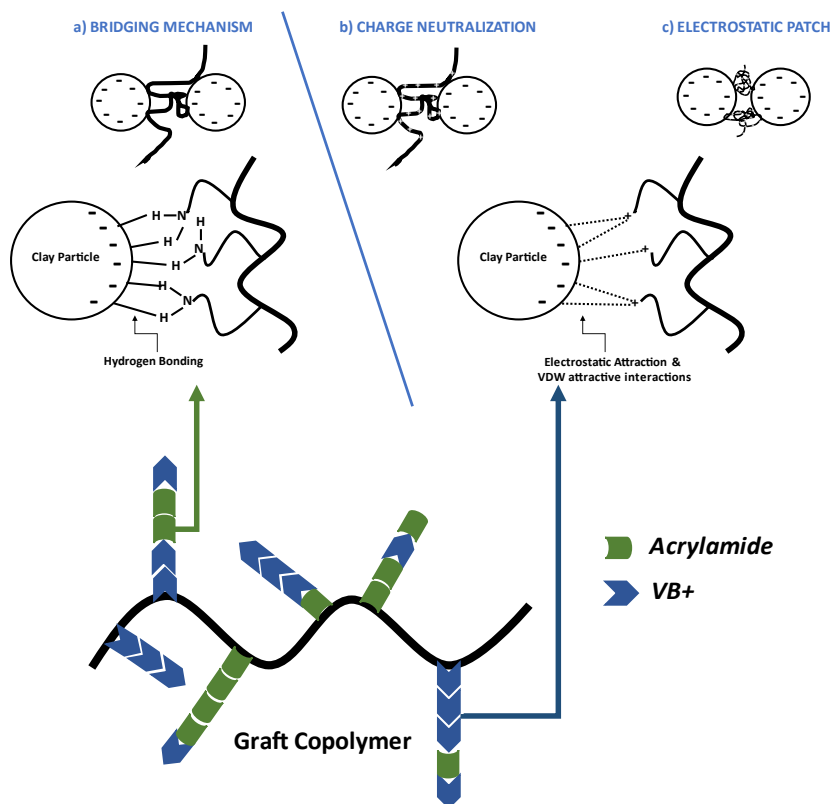 a) BRIDGING MECHANISM
b) CHARGE NEUTRALIZATION
c) ELECTROSTATIC PATCH
Clay Particle
H
N
H
H
N
H
H
N
H
Hydrogen Bonding
Clay Particle
+
+
+
Electrostatic Attraction &
VDW attractive interactions
Acrylamide
VB+
Graft Copolymer